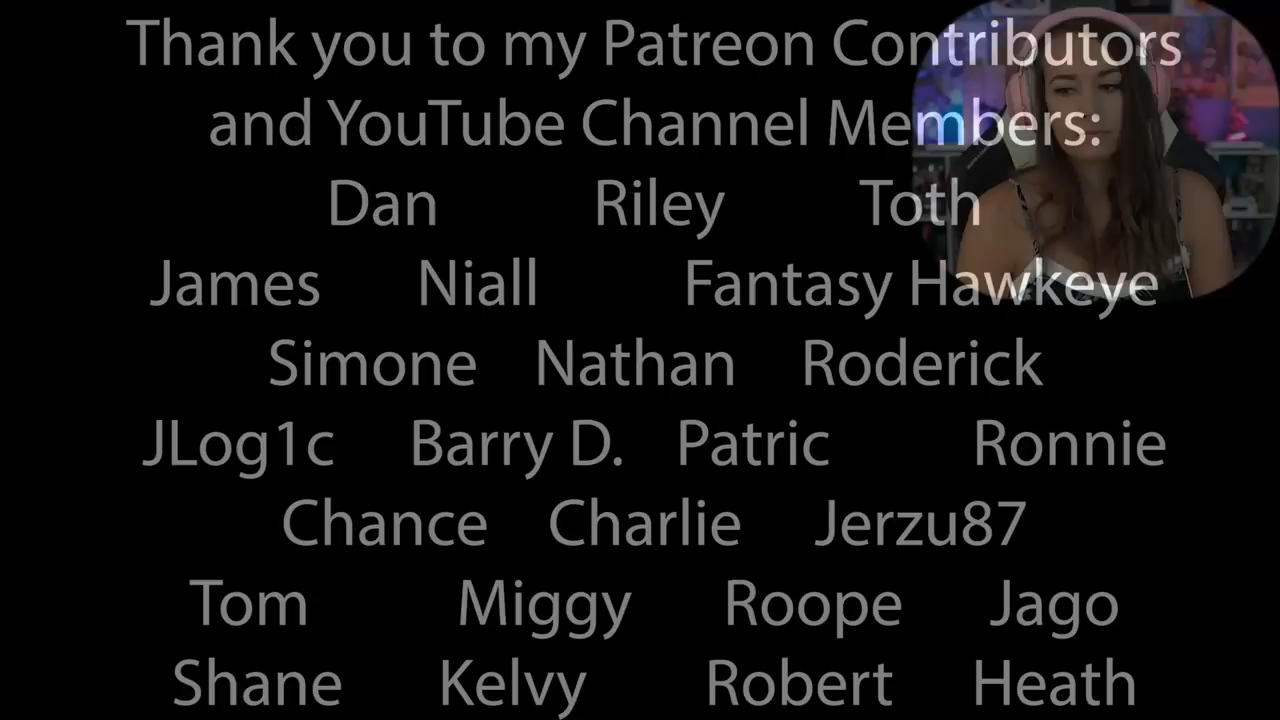 Thank you to my Patreon Contributors
and YouTube Channel Members:
Dan Riley Toth
James Niall Fantasy Hawkeye
Simone Nathan Roderick
JLog1c Barry D. Patric Ronnie
Chance Charlie Jerzu87
Tom Miggy Roope Jago
Shane Kelvy Robert Heath